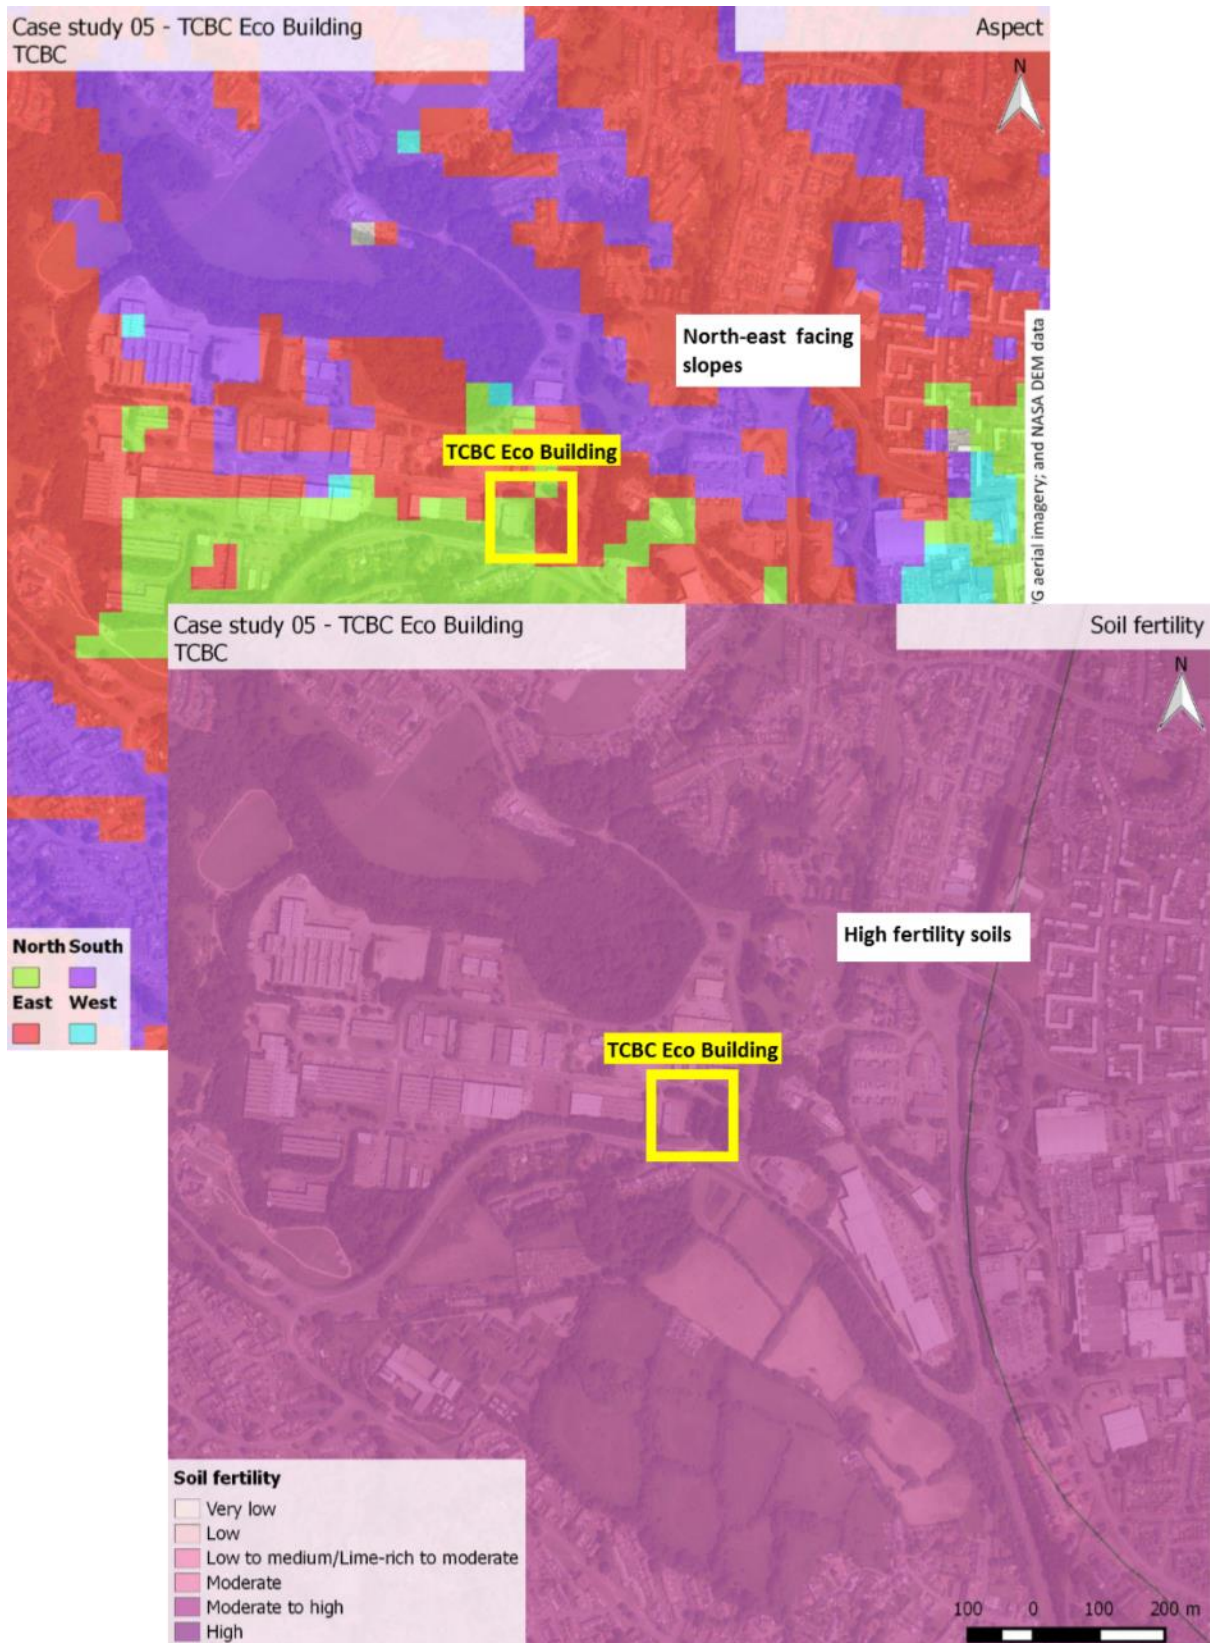 Case study 05 - TCBC Eco Building
TCBC
Aspect
N
North-east facing
slopes
TCBC Eco Building
G aerial imagery; and NASA DEM data
North South
East West
Case study 05 - TCBC Eco Building
TCBC
Soil fertility
N
High fertility soils
TCBC Eco Building
Soil fertility
Very low
Low
Low to medium/Lime-rich to moderate
Moderate
Moderate to high
High
100 0 100 200 m